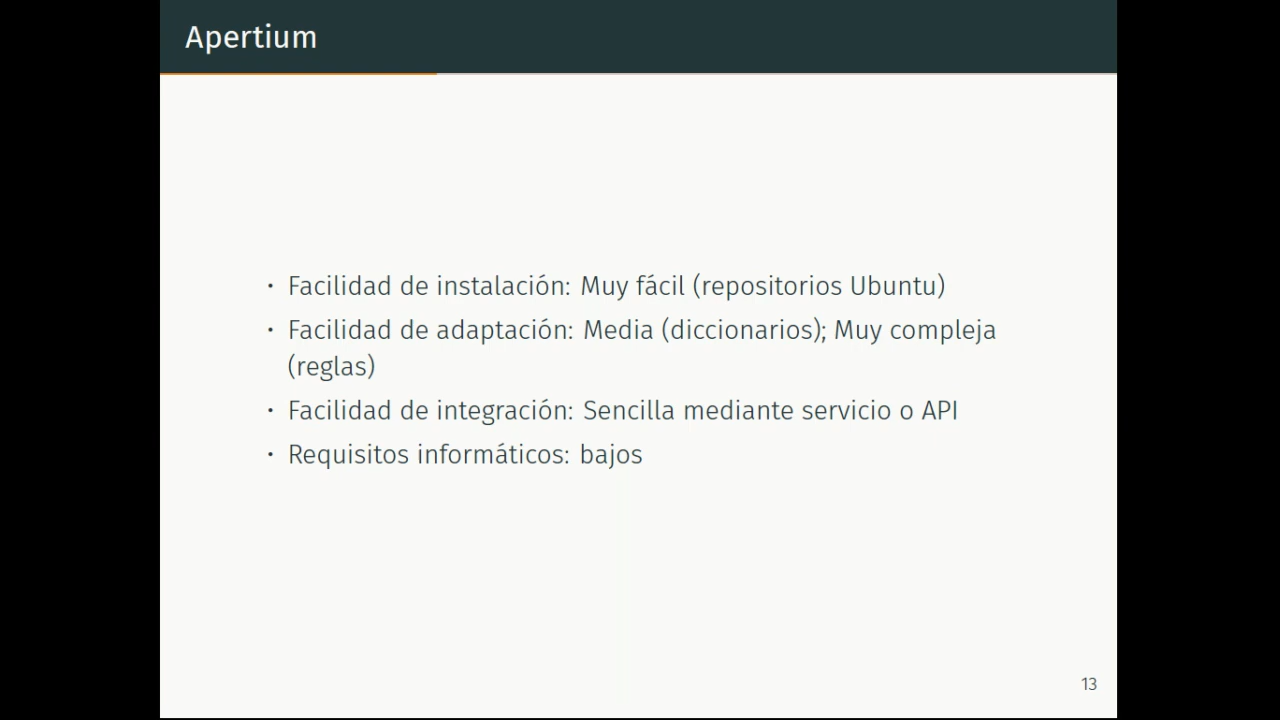 Apertium
• Facilidad de instalación: Muy fácil (repositorios Ubuntu)
• Facilidad de adaptación: Media (diccionarios); Muy compleja
(reglas)
• Facilidad de integración: Sencilla mediante servicio o API
• Requisitos informáticos: bajos
13